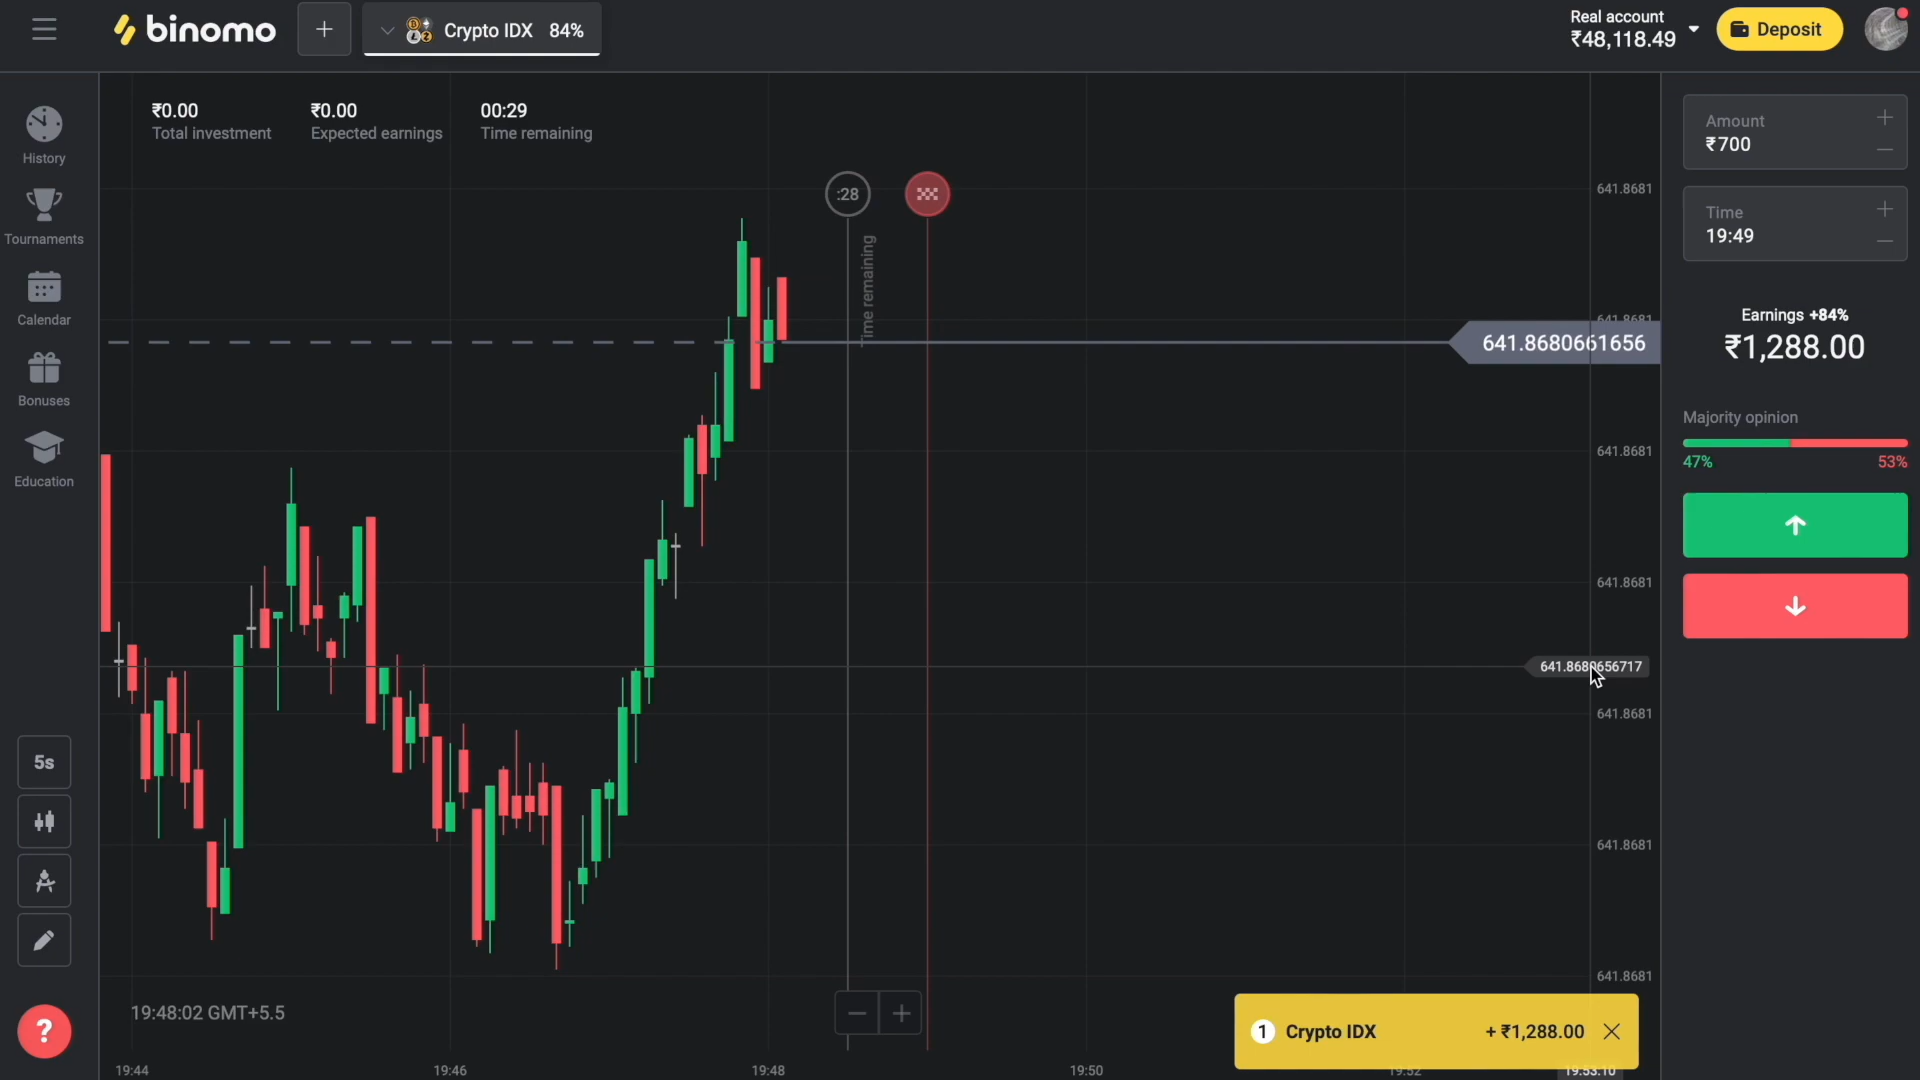 binomo
Crypto IDX 84%
Real account
₹48,118.49
Deposit
₹0.00
Total investment
₹0.00
Expected earnings
00:29
Time remaining
History
Tournaments
Calendar
Bonuses
Education
5s
?
:28
Time remaining
641.8681
641.8681
641.8680661656
641.8681
641.8681
641.8680656717
641.8681
641.8681
641.8681
Amount
₹700
Time
19:49
Earnings +84%
₹1,288.00
Majority opinion
47% 53%
19:48:02 GMT+5.5
1 Crypto IDX + ₹1,288.00
19:44 19:46 19:48 19:50 19:52 19:53:10